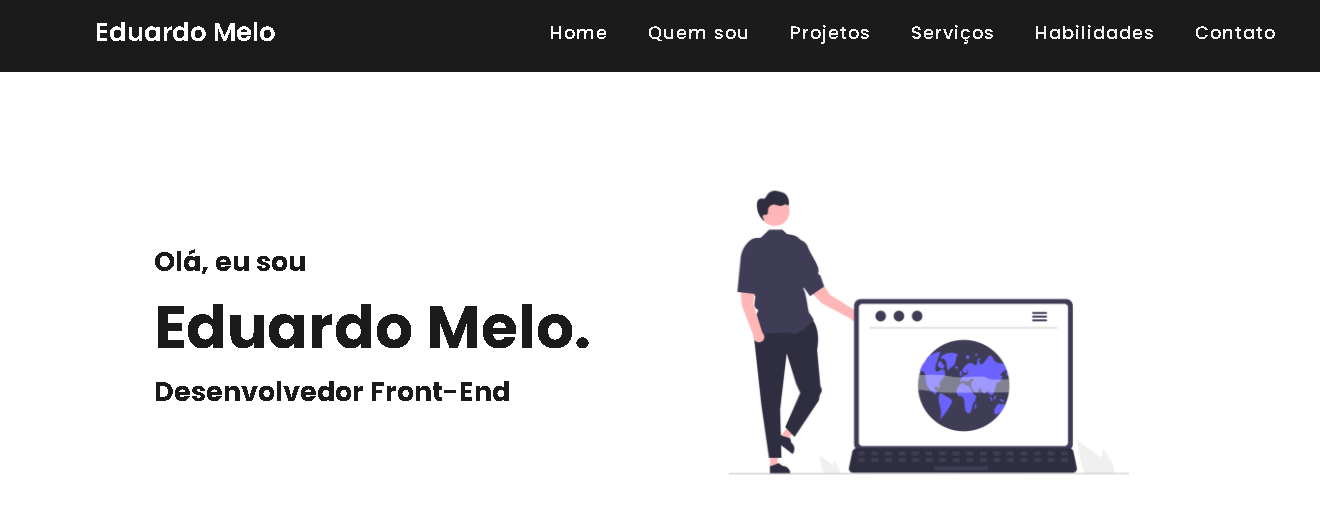 Eduardo Melo
Home Quem sou Projetos Serviços Habilidades Contato
Olá, eu sou
Eduardo Melo.
Desenvolvedor Front-End